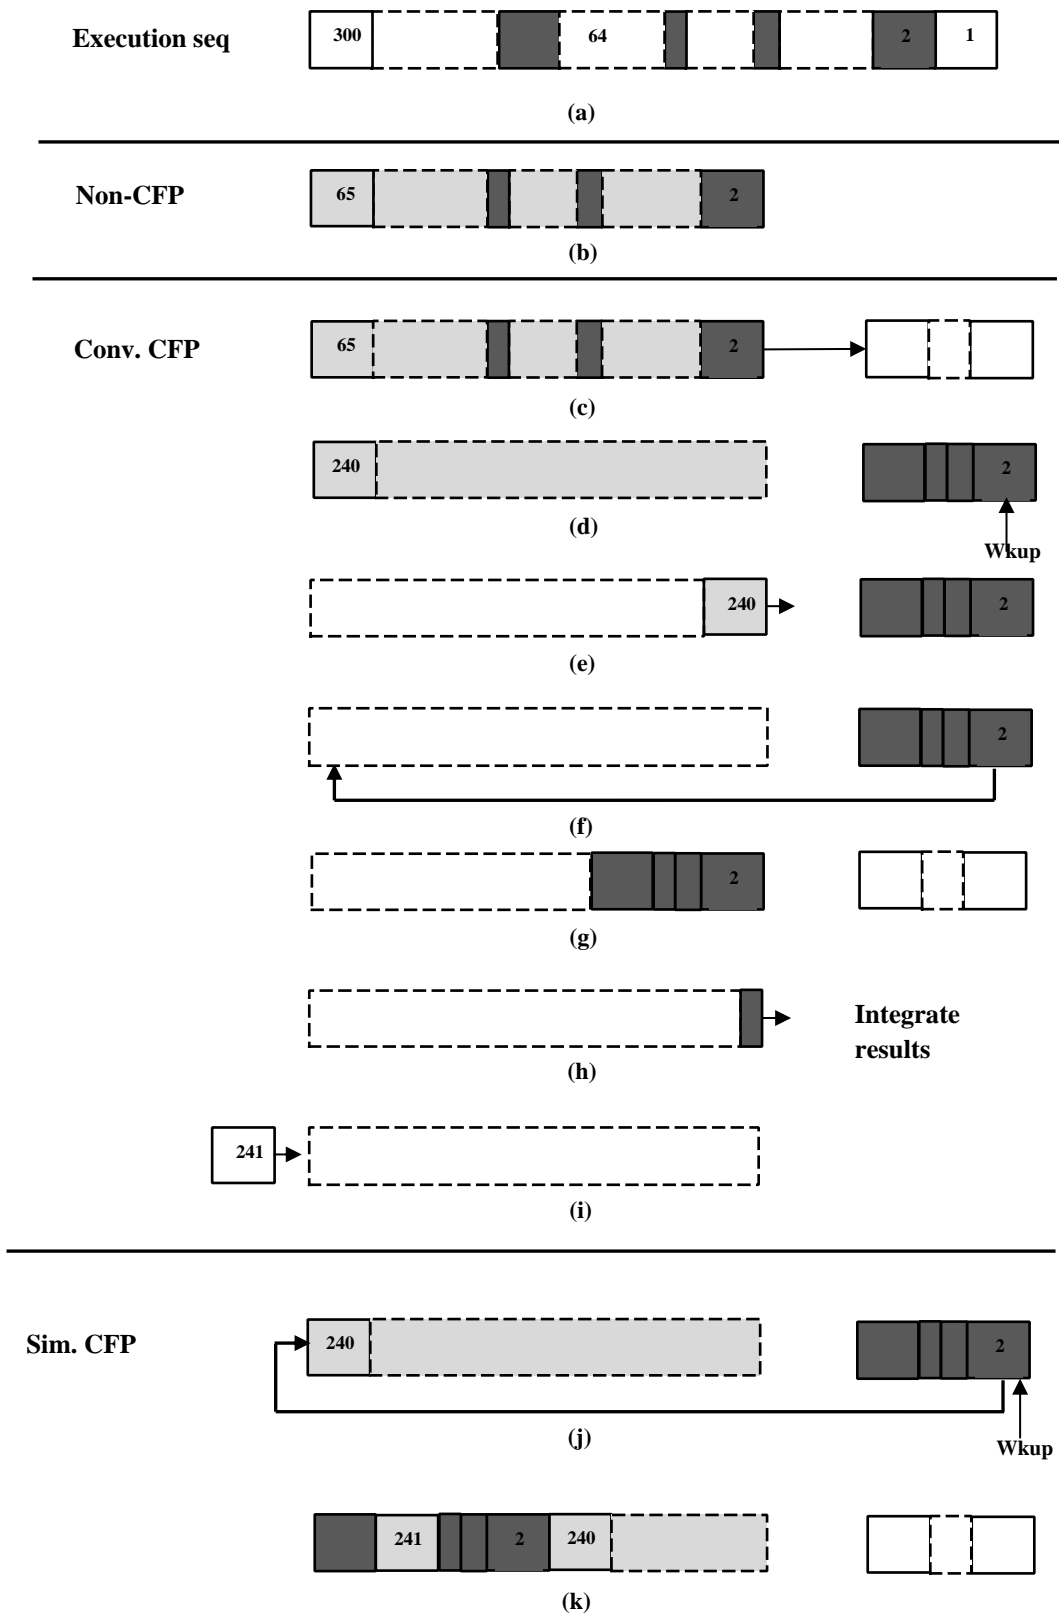 Execution seq 300 64 2 1
(a)
Non-CFP 65 2
(b)
Conv. CFP 65 2
(c)
240 2
(d)
Wkup
240 2
(e)
2
(f)
2
(g)
Integrate
results
(h)
241
(i)
Sim. CFP 240 2
(j)
Wkup
241 2 240
(k)